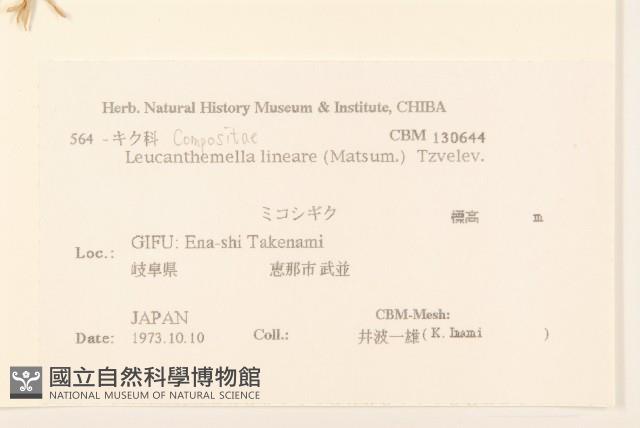 Herb. Natural History Museum & Institute, CHIBA
564 - キク科 Compositae CBM 130644
Leucanthemella lineare (Matsum.) Tzvelev.
ミコシギク 標高 m
Loc.: GIFU: Ena-shi Takenami
岐阜県 恵那市 武並
JAPAN CBM-Mesh:
Date: 1973.10.10 Coll.: 井波一雄 (K. Inami )
國立自然科學博物館
NATIONAL MUSEUM OF NATURAL SCIENCE